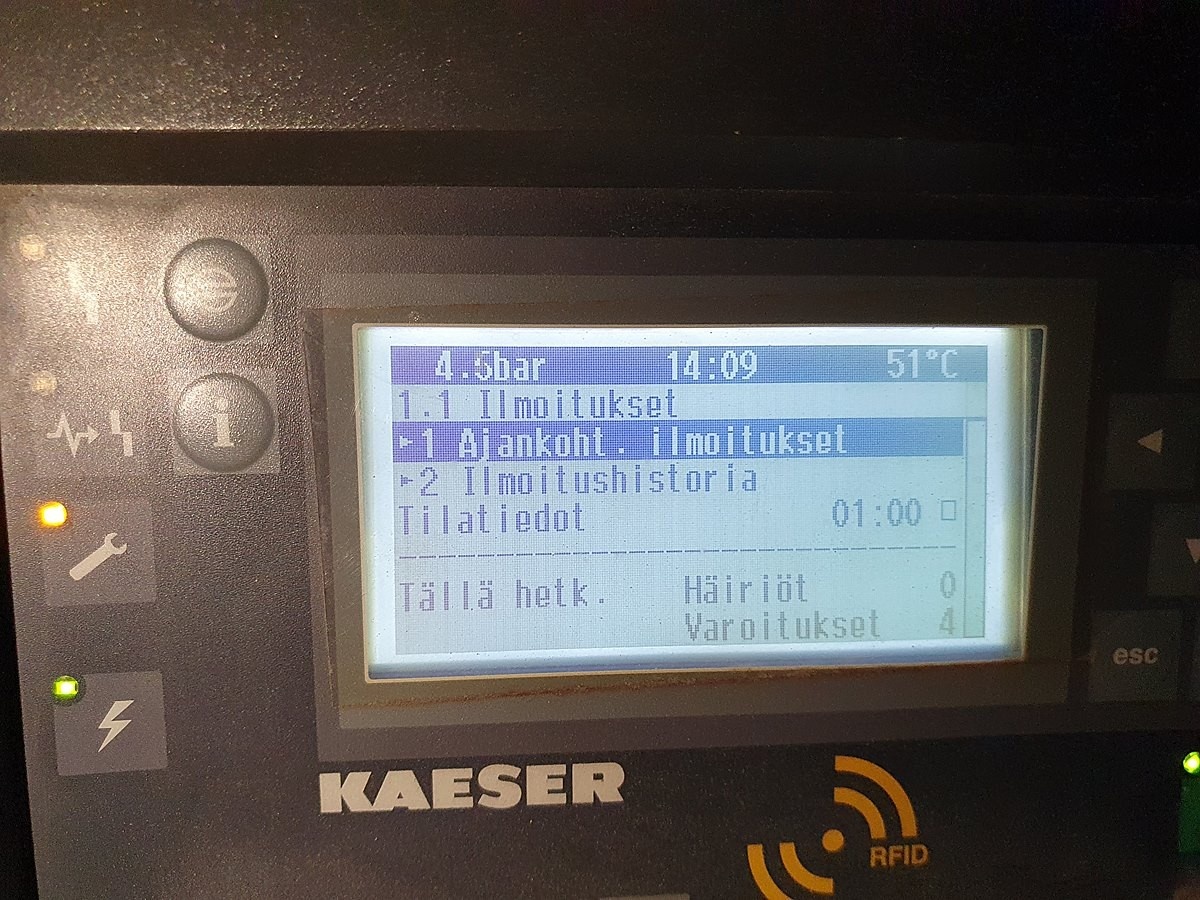 4.6bar 14:09 51°C
1.1 Ilmoitukset
▸1 Ajankoht. ilmoitukset
▸2 Ilmoitushistoria
Tilatiedot 01:00
--------------------------------
Tällä hetk. Häiriöt 0
Varoitukset 4
esc
KAESER
RFID